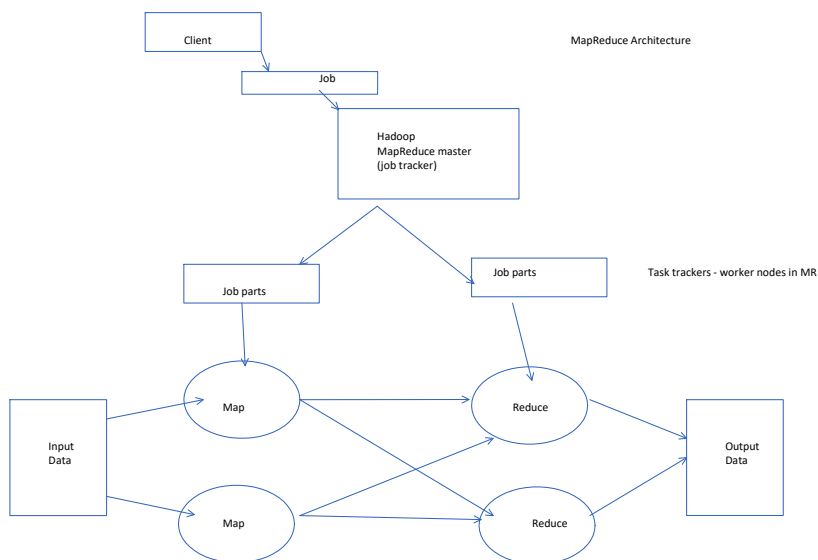 Client
MapReduce Architecture
Job
Hadoop
MapReduce master
(job tracker)
Job parts
Job parts
Task trackers - worker nodes in MR
Map
Reduce
Input
Data
Output
Data
Map
Reduce